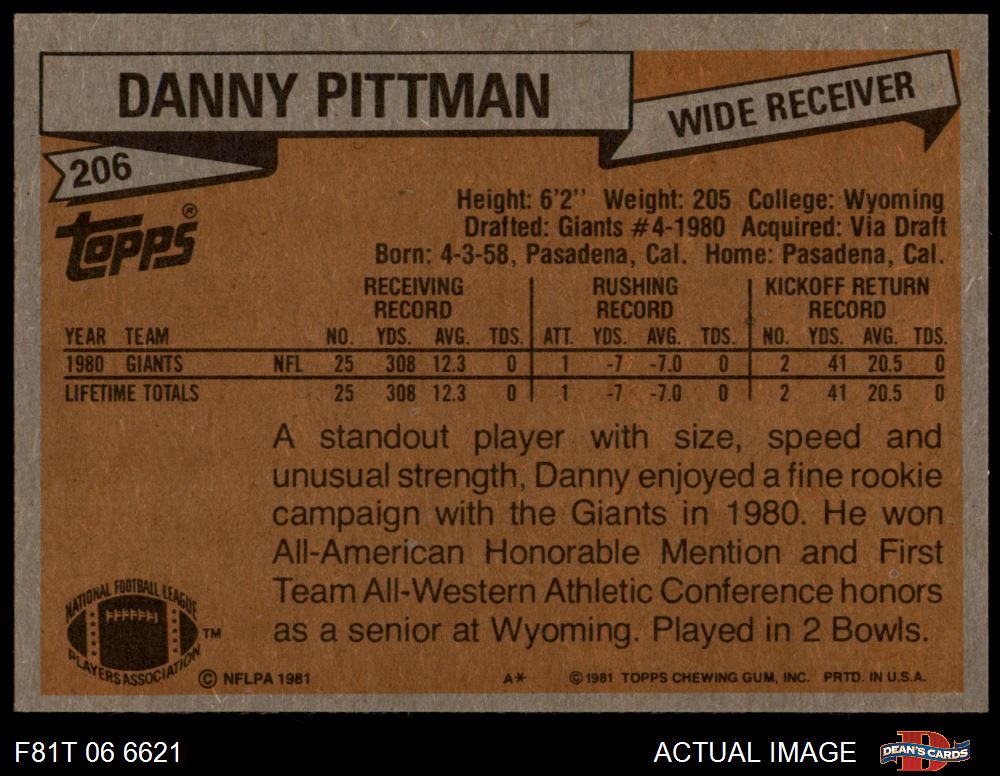 DANNY PITTMAN
WIDE RECEIVER
206
TOPPS®
Height: 6'2'' Weight: 205 College: Wyoming
Drafted: Giants #4-1980 Acquired: Via Draft
Born: 4-3-58, Pasadena, Cal. Home: Pasadena, Cal.
RECEIVING RECORD RUSHING RECORD KICKOFF RETURN RECORD
YEAR TEAM NO. YDS. AVG. TDS. ATT. YDS. AVG. TDS. NO. YDS. AVG. TDS.
1980 GIANTS NFL 25 308 12.3 0 1 -7 -7.0 0 2 41 20.5 0
LIFETIME TOTALS 25 308 12.3 0 1 -7 -7.0 0 2 41 20.5 0
A standout player with size, speed and
unusual strength, Danny enjoyed a fine rookie
campaign with the Giants in 1980. He won
All-American Honorable Mention and First
Team All-Western Athletic Conference honors
as a senior at Wyoming. Played in 2 Bowls.
NATIONAL FOOTBALL LEAGUE
PLAYERS ASSOCIATION TM
© NFLPA 1981 A* © 1981 TOPPS CHEWING GUM, INC. PRTD. IN U.S.A.
F81T 06 6621 ACTUAL IMAGE D DEAN'S CARDS